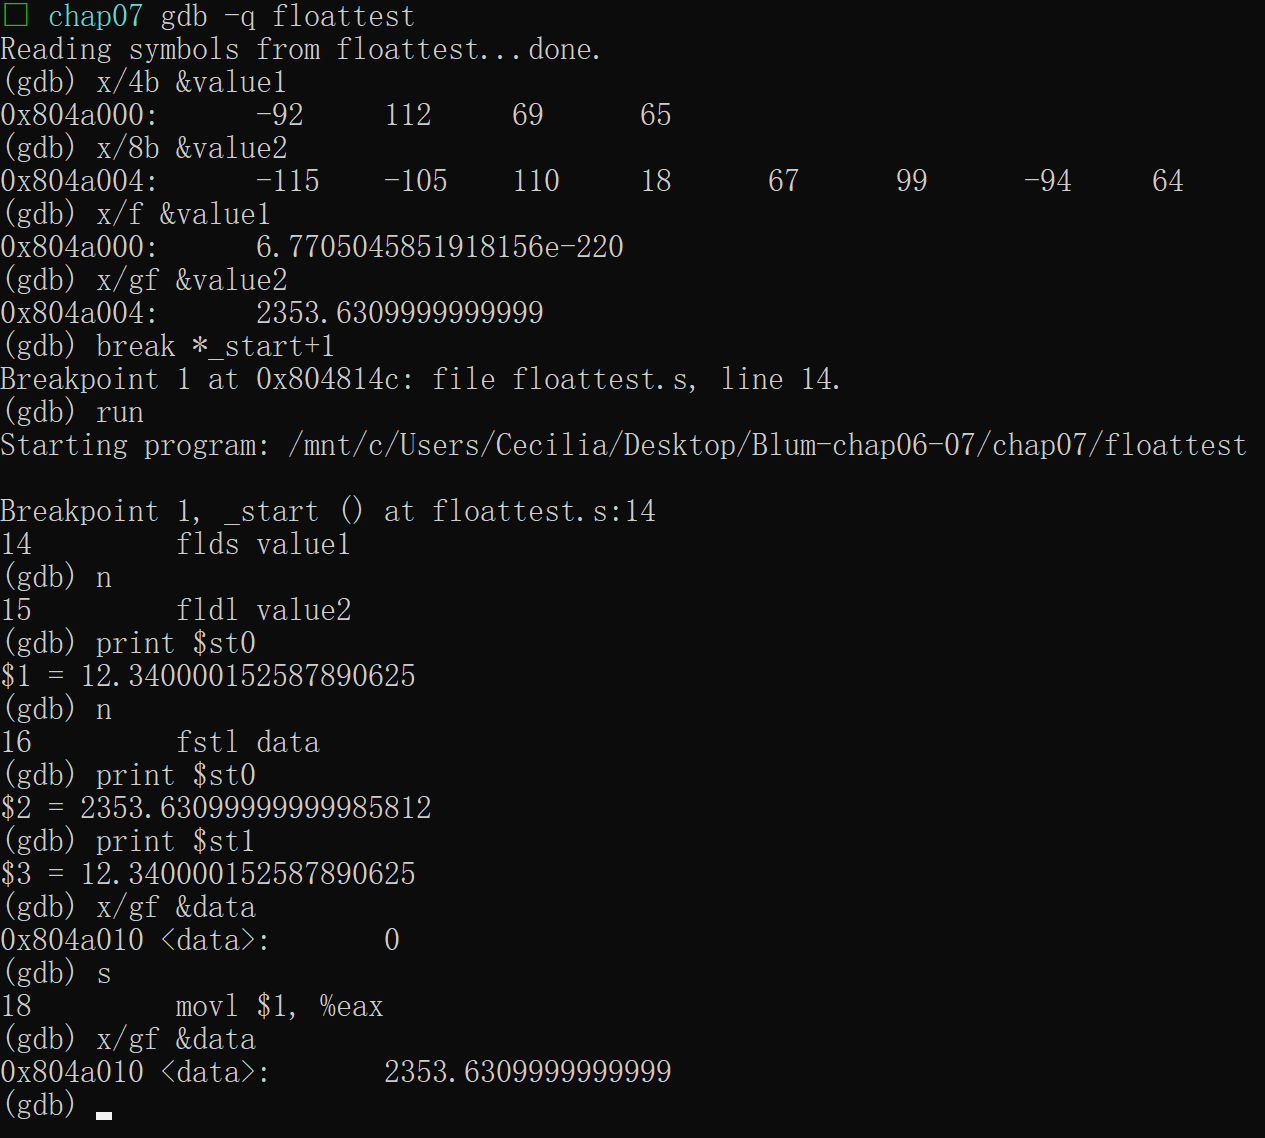 chap07 gdb -q floattest
Reading symbols from floattest...done.
(gdb) x/4b &value1
0x804a000:      -92     112     69      65
(gdb) x/8b &value2
0x804a004:      -115    -105    110     18      67      99      -94     64
(gdb) x/f &value1
0x804a000:      6.7705045851918156e-220
(gdb) x/gf &value2
0x804a004:      2353.6309999999999
(gdb) break *_start+1
Breakpoint 1 at 0x804814c: file floattest.s, line 14.
(gdb) run
Starting program: /mnt/c/Users/Cecilia/Desktop/Blum-chap06-07/chap07/floattest
Breakpoint 1, _start () at floattest.s:14
14         flds value1
(gdb) n
15         fldl value2
(gdb) print $st0
$1 = 12.340000152587890625
(gdb) n
16         fstl data
(gdb) print $st0
$2 = 2353.63099999999985812
(gdb) print $st1
$3 = 12.340000152587890625
(gdb) x/gf &data
0x804a010 <data>:       0
(gdb) s
18         movl $1, %eax
(gdb) x/gf &data
0x804a010 <data>:       2353.6309999999999
(gdb)